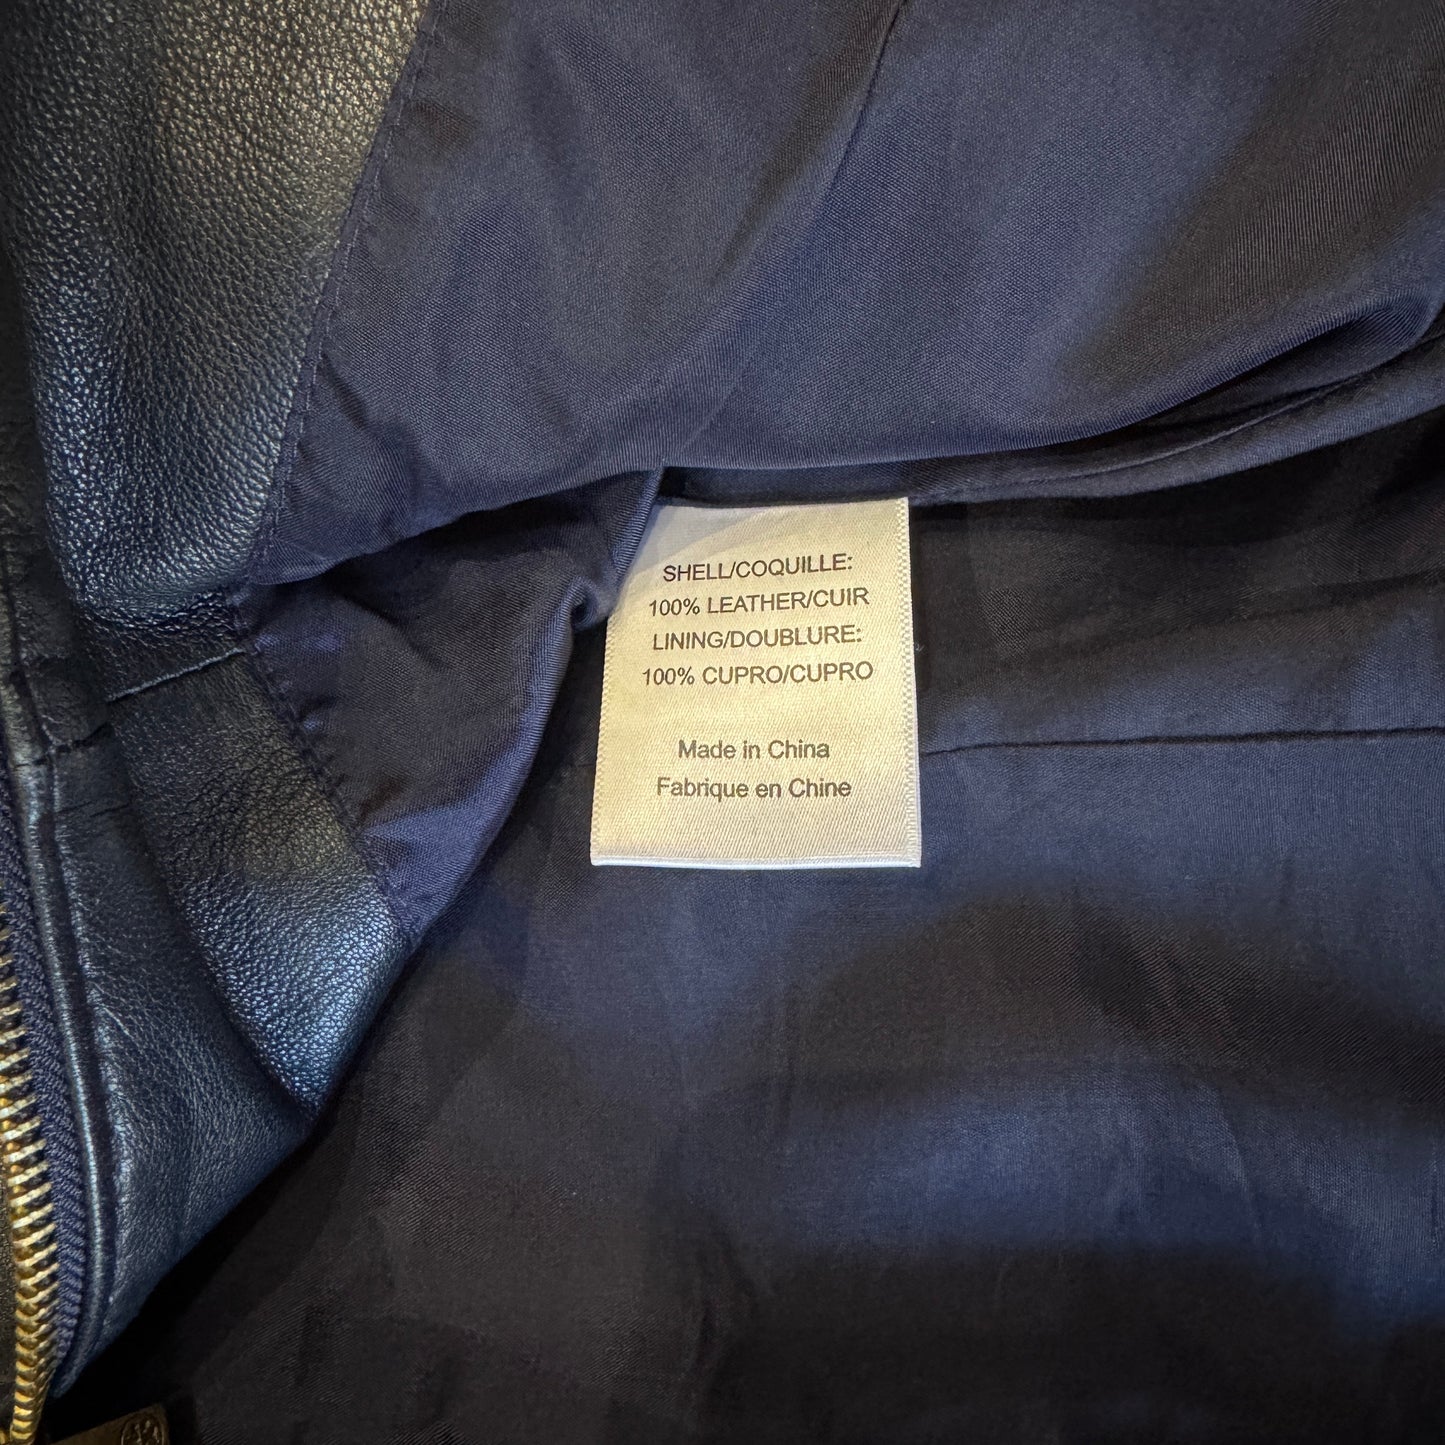 SHELL/COQUILLE:
100% LEATHER/CUIR
LINING/DOUBLURE:
100% CUPRO/CUPRO
Made in China
Fabrique en Chine